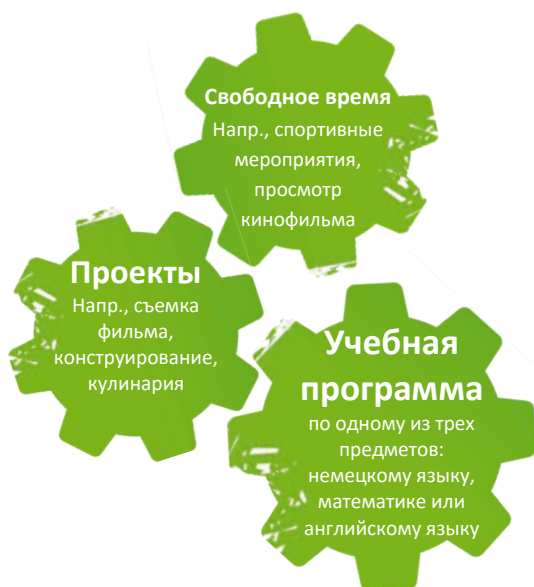 Свободное время
Напр., спортивные
мероприятия,
просмотр
кинофильма
Проекты
Напр., съемка
фильма,
конструирование,
кулинария
Учебная
программа
по одному из трех
предметов:
немецкому языку,
математике или
английскому языку